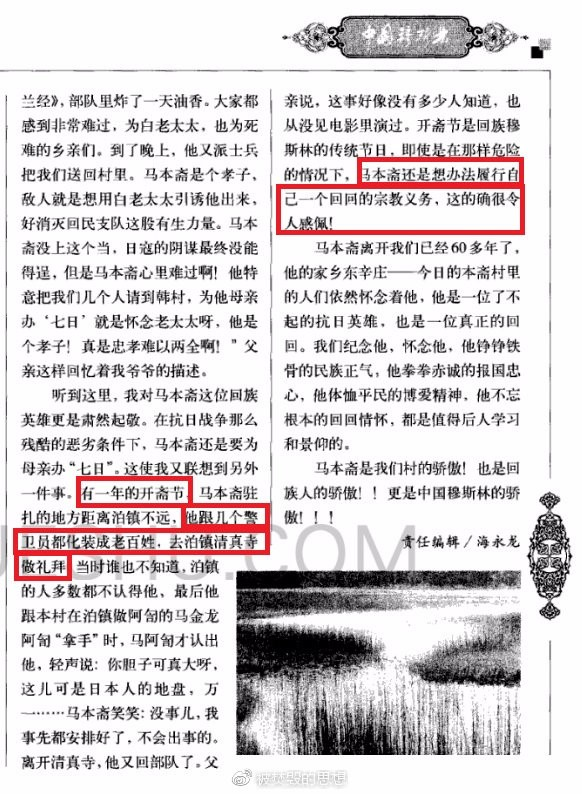 中国穆斯林
兰经》，部队里炸了一天油香。大家都
感到非常难过，为白老太太，也为死
难的乡亲们。到了晚上，他又派士兵
把我们送回村里。马本斋是个孝子，
敌人就是想用白老太太引诱他出来，
好消灭回民支队这股有生力量。马本
斋没上这个当，日寇的阴谋最终没能
得逞，但是马本斋心里难过啊！他特
意把我们几个人请到韩村，为他母亲
办‘七日’就是怀念老太太呀，他是
个孝子！真是忠孝难以两全啊！”父
亲这样回忆着我爷爷的描述。
听到这里，我对马本斋这位回族
英雄更是肃然起敬。在抗日战争那么
残酷的恶劣条件下，马本斋还是要为
母亲办“七日”。这使我又联想到另外
一件事。有一年的开斋节，马本斋驻
扎的地方距离泊镇不远，他跟几个警
卫员都化装成老百姓，去泊镇清真寺
做礼拜，当时谁也不知道，泊镇
的人多数都不认得他，最后他
跟本村在泊镇做阿訇的马金龙
阿訇“拿手”时，马阿訇才认出
他，轻声说：你胆子可真大呀，
这儿可是日本人的地盘，万
一……马本斋笑笑：没事儿，我
事先都安排好了，不会出事的。
离开清真寺，他又回部队了。父
亲说，这事好像没有多少人知道，也
从没见电影里演过。开斋节是回族穆
斯林的传统节日，即使是在那样危险
的情况下，马本斋还是想办法履行自
己一个回回的宗教义务，这的确很令
人感佩！
马本斋离开我们已经60多年了，
他的家乡东辛庄——今日的本斋村里
的人们依然怀念着他，他是一位了不
起的抗日英雄，也是一位真正的回
回。我们纪念他，怀念他，他铮铮铁
骨的民族正气，他拳拳赤诚的报国忠
心，他体恤平民的博爱精神，他不忘
根本的回回情怀，都是值得后人学习
和景仰的。
马本斋是我们村的骄傲！也是回
族人的骄傲！！更是中国穆斯林的骄
傲！！！
责任编辑／海永龙
.COM
@被焚毁的思想